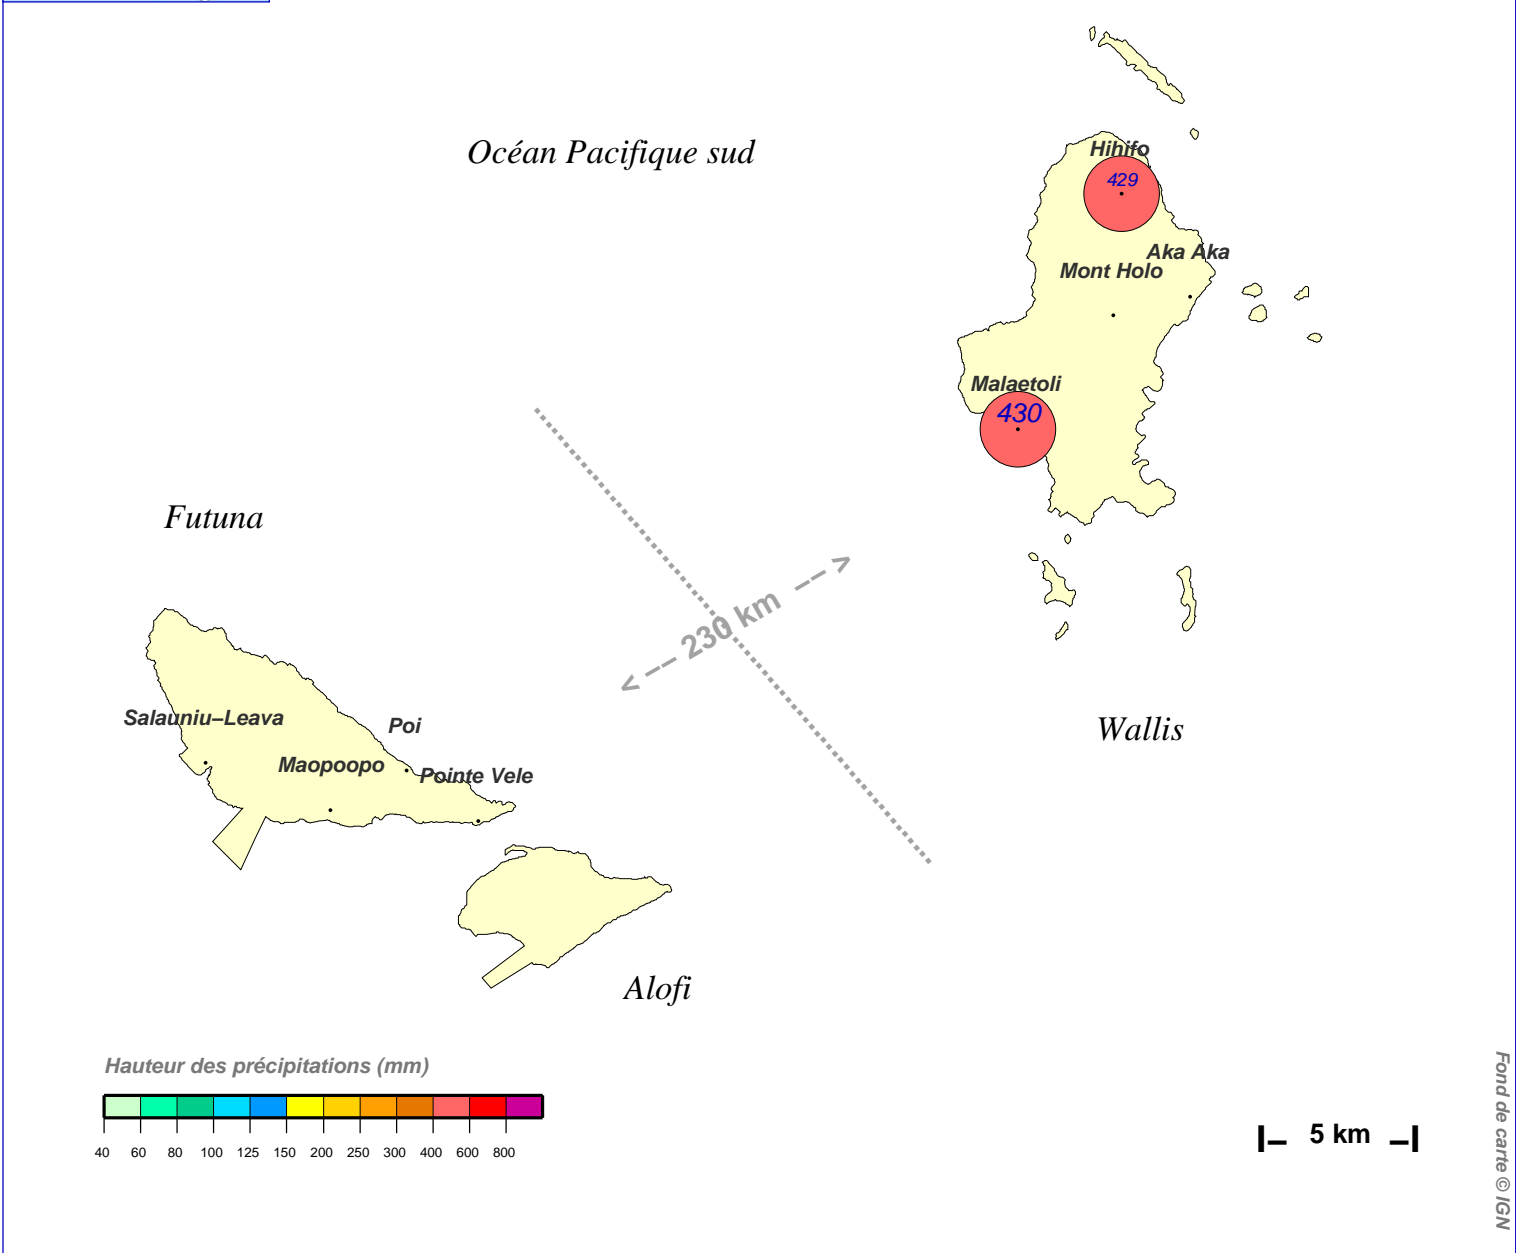 Océan Pacifique sud
Hihifo
429
Aka Aka
Mont Holo
Malaetoli
430
Futuna
230 km
Salauniu–Leava
Poi
Maopoopo
Pointe Vele
Wallis
Alofi
Hauteur des précipitations (mm)
40 60 80 100 125 150 200 250 300 400 600 800
5 km
Fond de carte © IGN